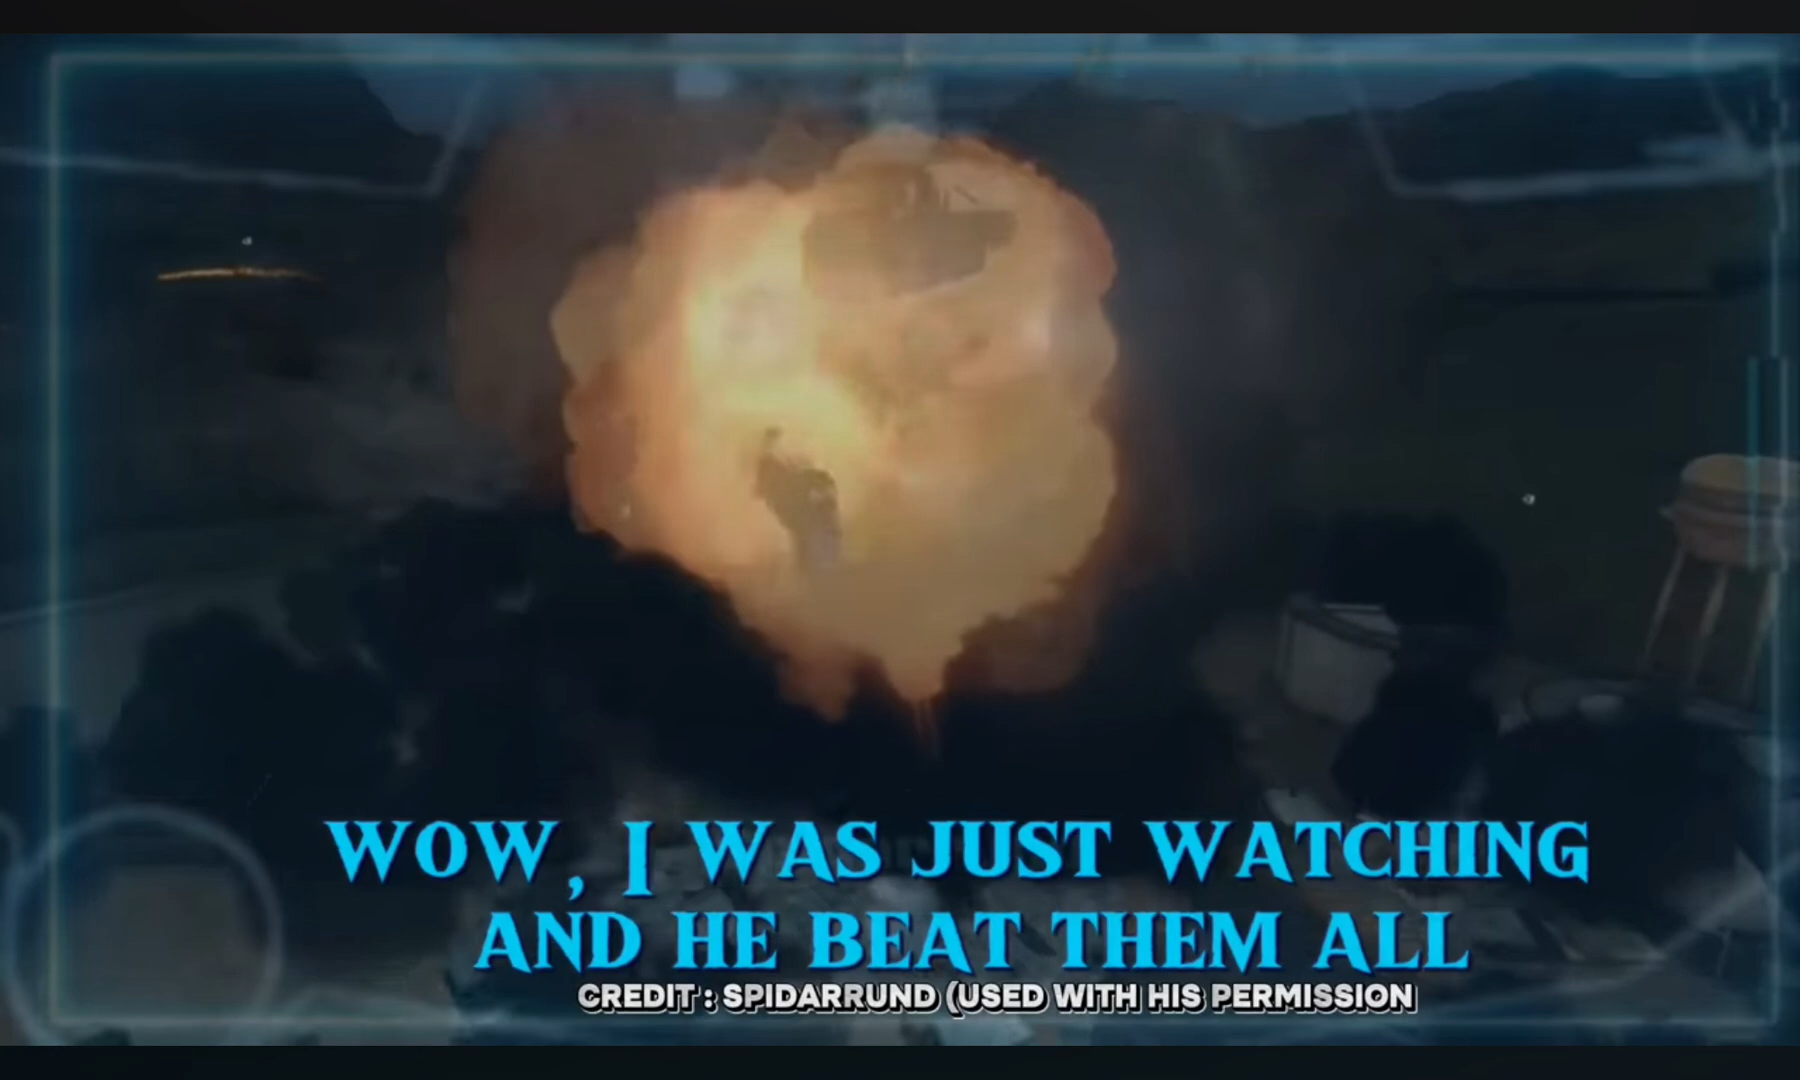 WOW, I WAS JUST WATCHING
AND HE BEAT THEM ALL
CREDIT : SPIDARRUND (USED WITH HIS PERMISSION